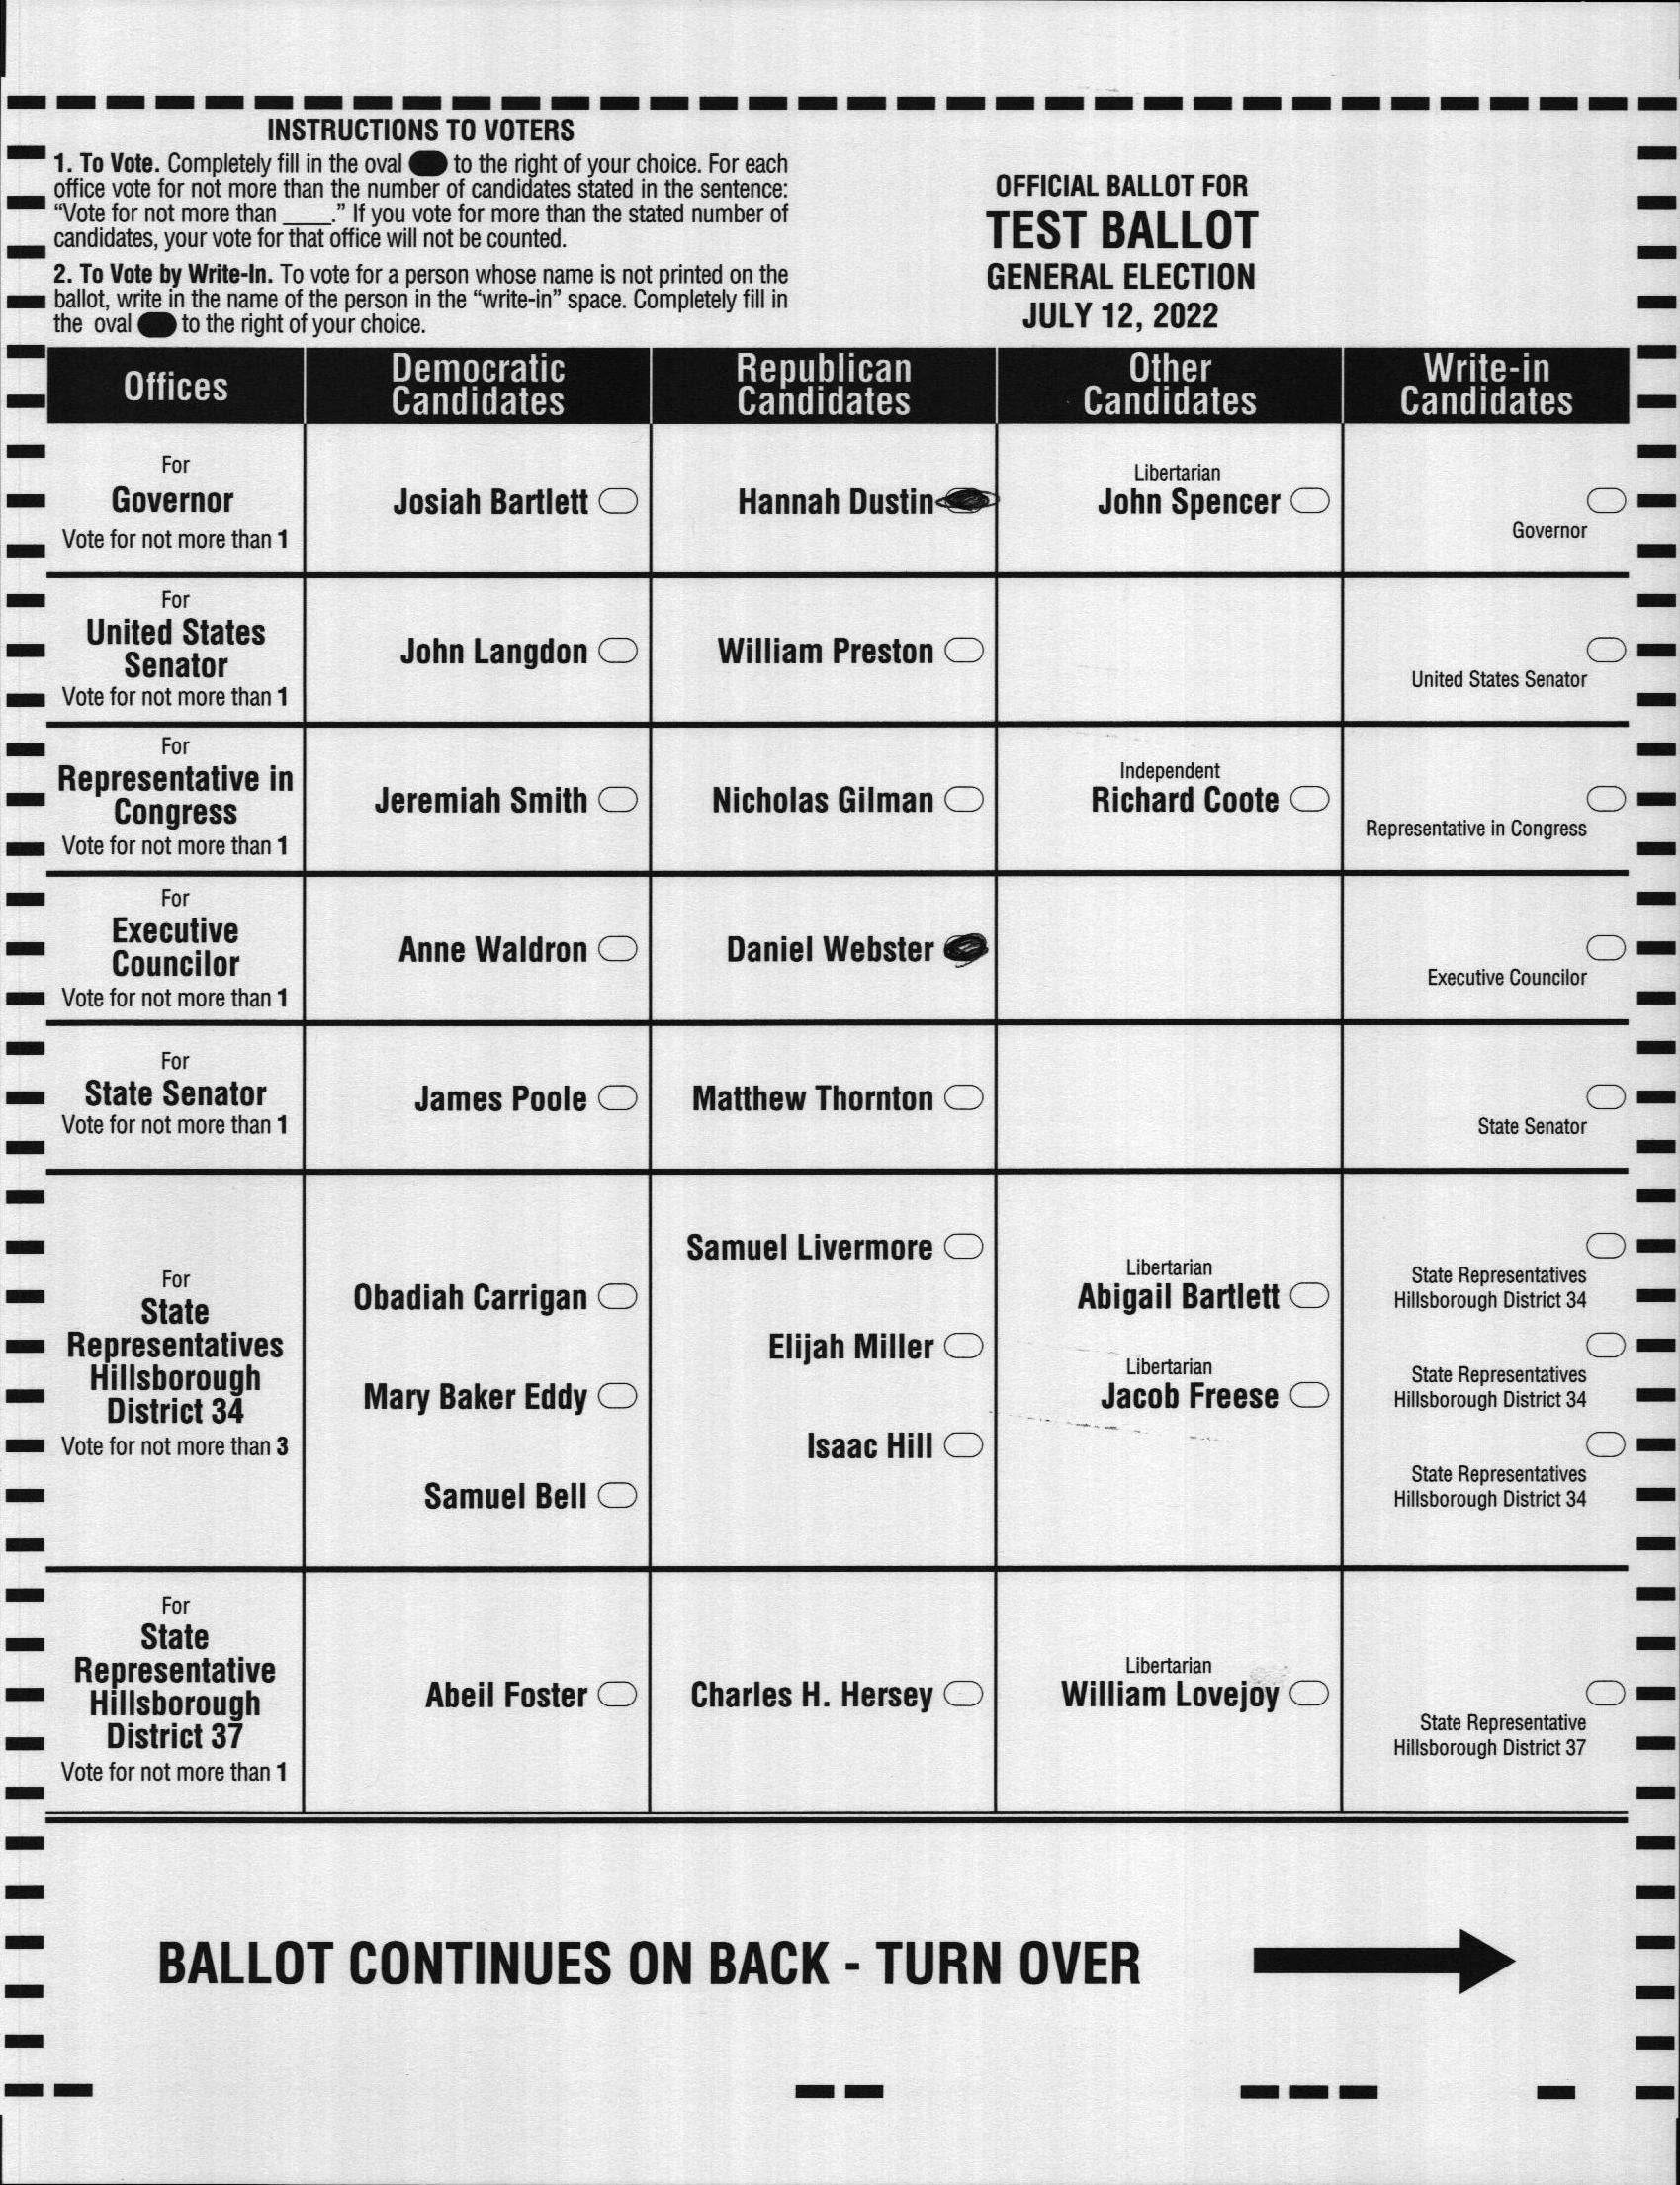 INSTRUCTIONS TO VOTERS
1. To Vote. Completely fill in the oval to the right of your choice. For each
office vote for not more than the number of candidates stated in the sentence:
“Vote for not more than ____.” If you vote for more than the stated number of
candidates, your vote for that office will not be counted.
2. To Vote by Write-In. To vote for a person whose name is not printed on the
ballot, write in the name of the person in the “write-in” space. Completely fill in
the oval to the right of your choice.
OFFICIAL BALLOT FOR
TEST BALLOT
GENERAL ELECTION
JULY 12, 2022
Offices
Democratic
Candidates
Republican
Candidates
Other
Candidates
Write-in
Candidates
For
Governor
Vote for not more than 1
Josiah Bartlett
Hannah Dustin
Libertarian
John Spencer
Governor
For
United States
Senator
Vote for not more than 1
John Langdon
William Preston
United States Senator
For
Representative in
Congress
Vote for not more than 1
Jeremiah Smith
Nicholas Gilman
Independent
Richard Coote
Representative in Congress
For
Executive
Councilor
Vote for not more than 1
Anne Waldron
Daniel Webster
Executive Councilor
For
State Senator
Vote for not more than 1
James Poole
Matthew Thornton
State Senator
For
State
Representatives
Hillsborough
District 34
Vote for not more than 3
Obadiah Carrigan
Mary Baker Eddy
Samuel Bell
Samuel Livermore
Elijah Miller
Isaac Hill
Libertarian
Abigail Bartlett
Libertarian
Jacob Freese
State Representatives
Hillsborough District 34
State Representatives
Hillsborough District 34
State Representatives
Hillsborough District 34
For
State
Representative
Hillsborough
District 37
Vote for not more than 1
Abeil Foster
Charles H. Hersey
Libertarian
William Lovejoy
State Representative
Hillsborough District 37
BALLOT CONTINUES ON BACK - TURN OVER